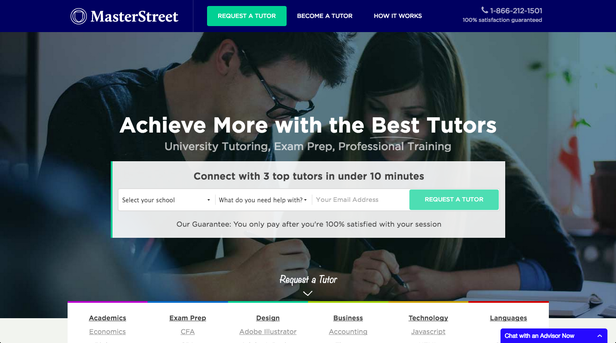 MasterStreet
REQUEST A TUTOR
BECOME A TUTOR
HOW IT WORKS
1-866-212-1501
100% satisfaction guaranteed
Achieve More with the Best Tutors
University Tutoring, Exam Prep, Professional Training
Connect with 3 top tutors in under 10 minutes
Select your school
What do you need help with?
Your Email Address
REQUEST A TUTOR
Our Guarantee: You only pay after you're 100% satisfied with your session
Request a Tutor
Academics
Exam Prep
Design
Business
Technology
Languages
Economics
CFA
Adobe Illustrator
Accounting
Javascript
Chat with an Advisor Now